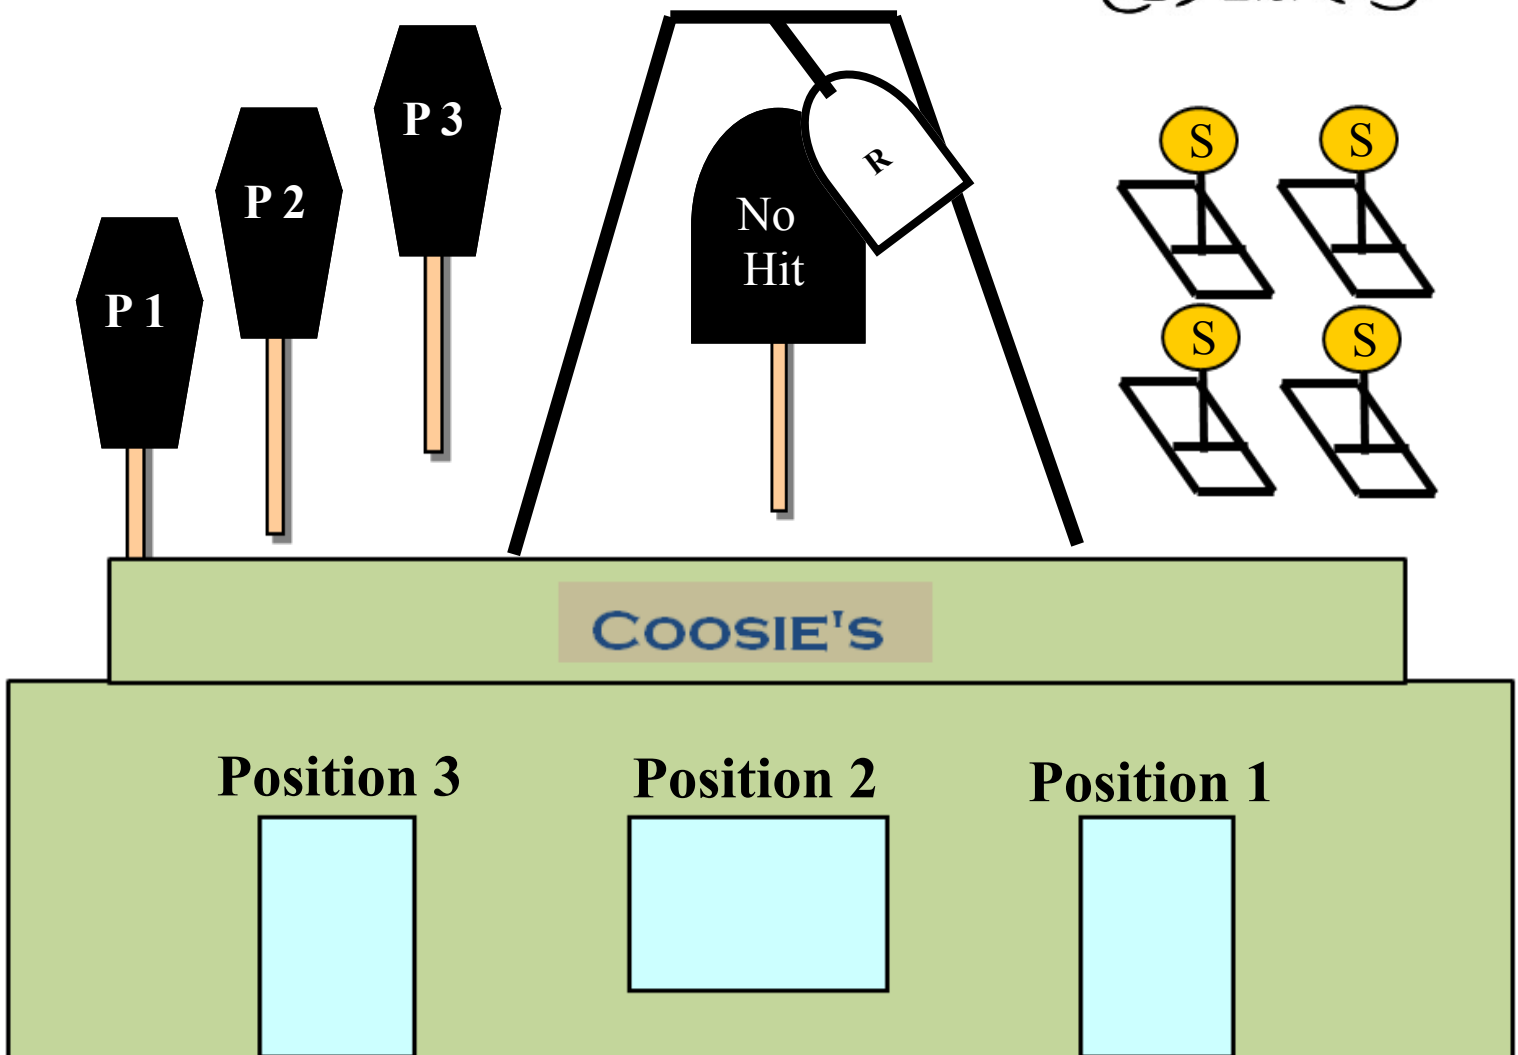 P 3
P 2
P 1
R
No
Hit
S
S
S
S
COOSIE'S
Position 3
Position 2
Position 1